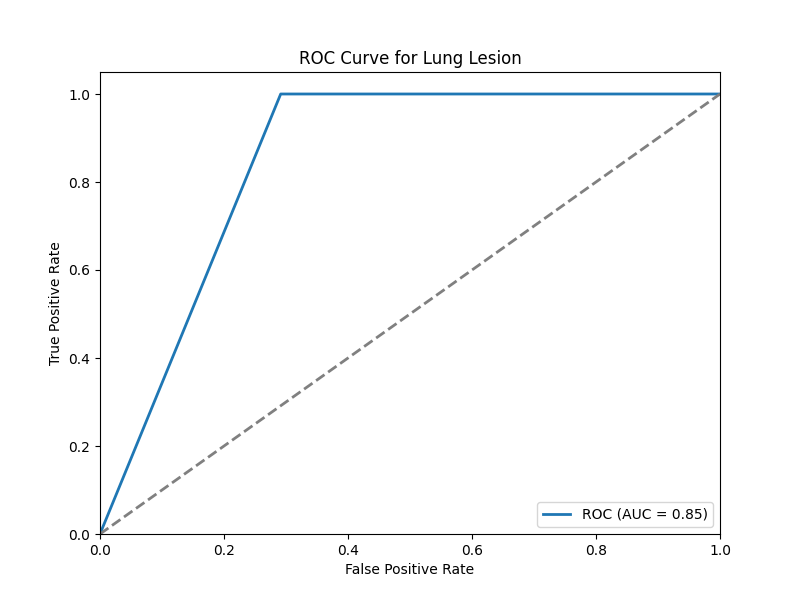 ROC Curve for Lung Lesion
True Positive Rate
1.0
0.8
0.6
0.4
0.2
0.0
0.0 0.2 0.4 0.6 0.8 1.0
False Positive Rate
ROC (AUC = 0.85)